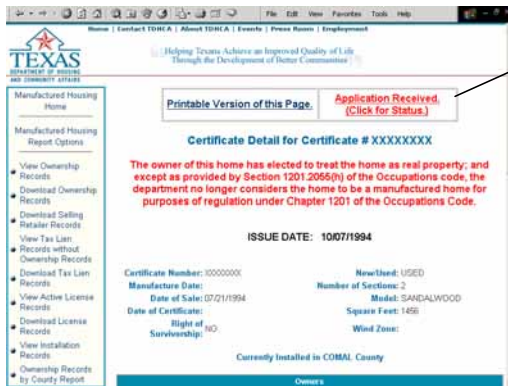 File Edit View Favorites Tools Help
Home | Contact TDHCA | About TDHCA | Events | Press Room | Employment
TEXAS
DEPARTMENT OF HOUSING
AND COMMUNITY AFFAIRS
Helping Texans Achieve an Improved Quality of Life
Through the Development of Better Communities
Manufactured Housing
Home
Manufactured Housing
Report Options
View Ownership
Records
Download Ownership
Records
Download Selling
Retailer Records
View Tax Lien
Records without
Ownership Records
Download Tax Lien
Records
View Active License
Records
Download License
Records
View Installation
Records
Ownership Records
by County Report
Printable Version of this Page.
Application Received.
(Click for Status.)
Certificate Detail for Certificate # XXXXXXXX
The owner of this home has elected to treat the home as real property; and
except as provided by Section 1201.2055(h) of the Occupations code, the
department no longer considers the home to be a manufactured home for
purposes of regulation under Chapter 1201 of the Occupations Code.
ISSUE DATE: 10/07/1994
Certificate Number: XXXXXXXX
New/Used: USED
Manufacture Date:
Number of Sections: 2
Date of Sale: 07/21/1994
Model: SANDALWOOD
Date of Certificate:
Square Feet: 1456
Right of
Survivorship: NO
Wind Zone:
Currently Installed in COMAL County
Owners